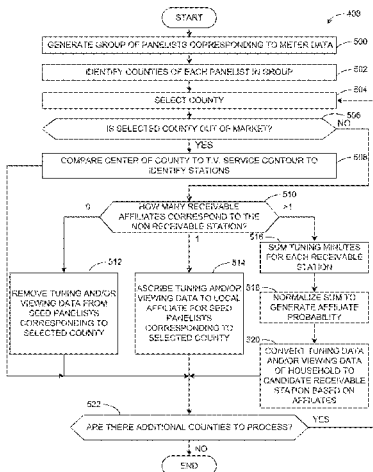 START
400
GENERATE GROUP OF PANELISTS CORRESPONDING TO METER DATA
500
IDENTIFY COUNTIES OF EACH PANELIST IN GROUP
502
SELECT COUNTY
504
IS SELECTED COUNTY OUT OF MARKET?
506
NO
YES
COMPARE CENTER OF COUNTY TO T.V. SERVICE CONTOUR TO
IDENTIFY STATIONS
508
510
HOW MANY RECEIVABLE
AFFILIATES CORRESPOND TO THE
NON RECEIVABLE STATION?
0
>1
1
516
SUM TUNING MINUTES
FOR EACH RECEIVABLE
STATION
512
REMOVE TUNING AND/OR
VIEWING DATA FROM
SEED PANELISTS
CORRESPONDING TO
SELECTED COUNTY
514
ASCRIBE TUNING AND/OR
VIEWING DATA TO LOCAL
AFFILIATE FOR SEED
PANELISTS
CORRESPONDING TO
SELECTED COUNTY
518
NORMALIZE SUM TO
GENERATE AFFILIATE
PROBABILITY
520
CONVERT TUNING DATA
AND/OR VIEWING DATA
OF HOUSEHOLD TO
CANDIDATE RECEIVABLE
STATION BASED ON
AFFILIATES
522
ARE THERE ADDITIONAL COUNTIES TO PROCESS?
YES
NO
END